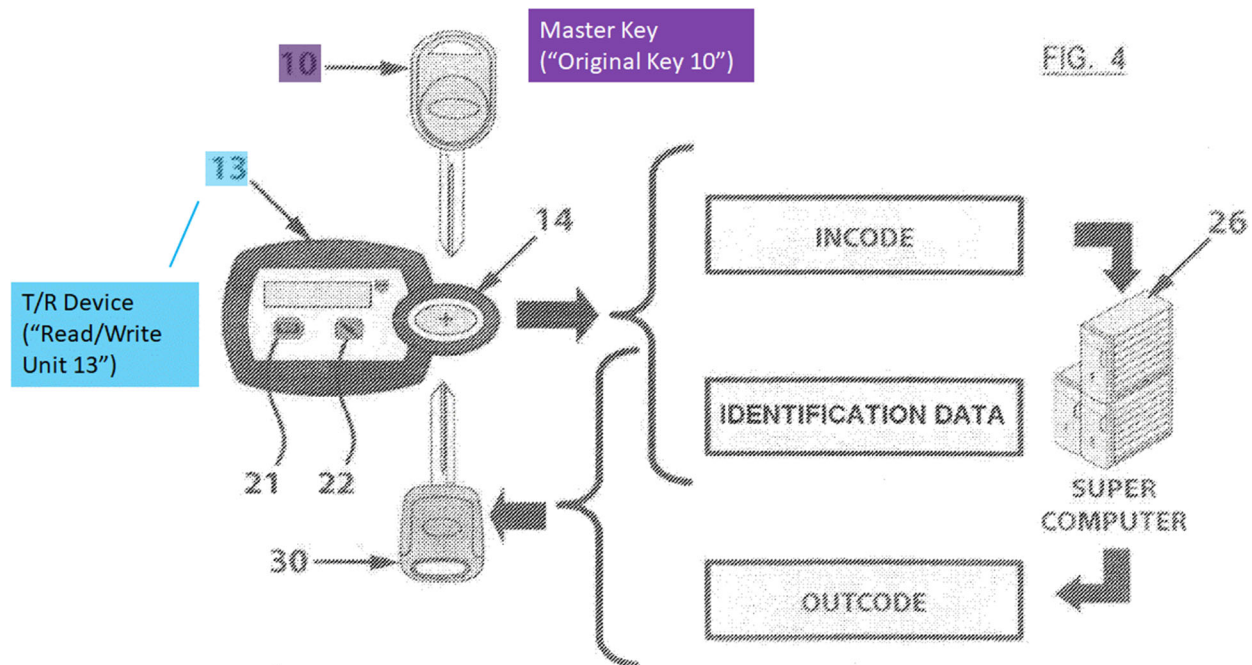 10
Master Key
("Original Key 10")
FIG. 4
13
14
INCODE
26
T/R Device
("Read/Write
Unit 13")
IDENTIFICATION DATA
21
22
SUPER
COMPUTER
30
OUTCODE